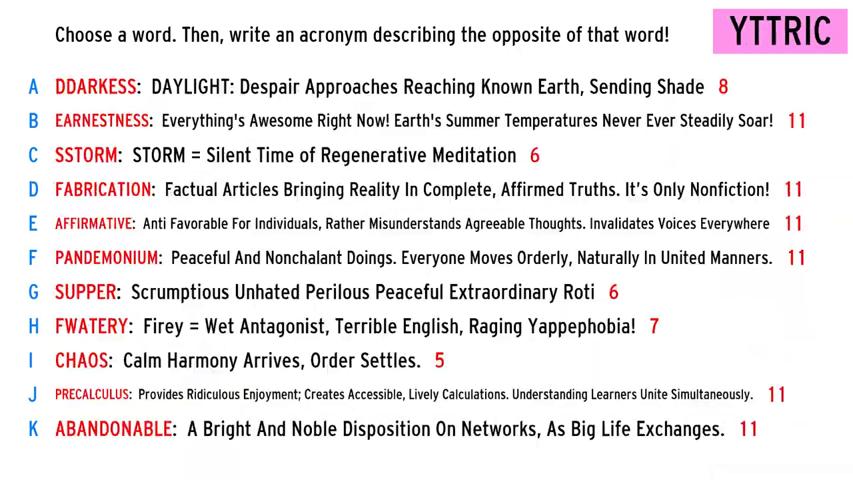 Choose a word. Then, write an acronym describing the opposite of that word!
YTTRIC
A DDARKESS: DAYLIGHT: Despair Approaches Reaching Known Earth, Sending Shade 8
B EARNESTNESS: Everything's Awesome Right Now! Earth's Summer Temperatures Never Ever Steadily Soar! 11
C SSTORM: STORM = Silent Time of Regenerative Meditation 6
D FABRICATION: Factual Articles Bringing Reality In Complete, Affirmed Truths. It's Only Nonfiction! 11
E AFFIRMATIVE: Anti Favorable For Individuals, Rather Misunderstands Agreeable Thoughts. Invalidates Voices Everywhere 11
F PANDEMONIUM: Peaceful And Nonchalant Doings. Everyone Moves Orderly, Naturally In United Manners. 11
G SUPPER: Scrumptious Unhated Perilous Peaceful Extraordinary Roti 6
H FWATERY: Firey = Wet Antagonist, Terrible English, Raging Yappephobia! 7
I CHAOS: Calm Harmony Arrives, Order Settles. 5
J PRECALCULUS: Provides Ridiculous Enjoyment; Creates Accessible, Lively Calculations. Understanding Learners Unite Simultaneously. 11
K ABANDONABLE: A Bright And Noble Disposition On Networks, As Big Life Exchanges. 11